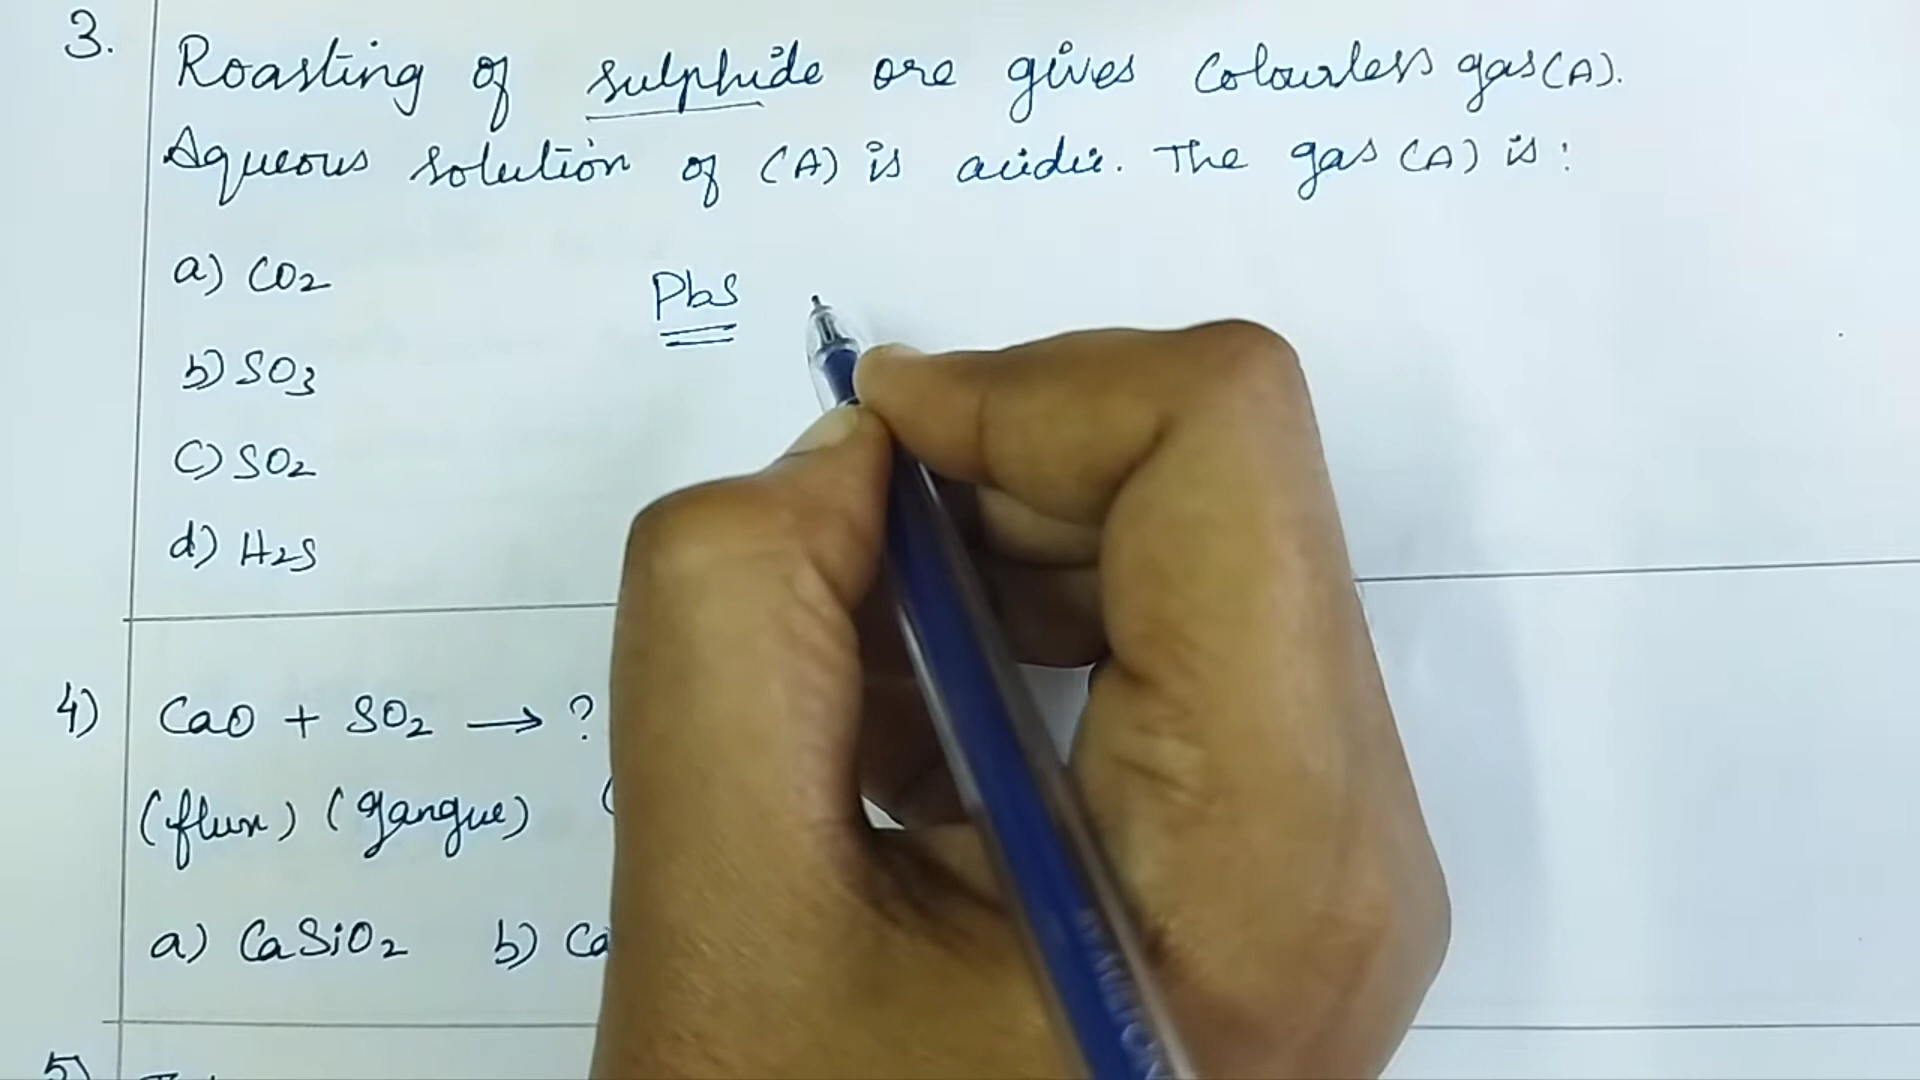 3.
Roasting of sulphide ore gives colourless gas (A).
Aqueous solution of (A) is acidic. The gas (A) is :
a) CO2
PbS
b) SO3
c) SO2
d) H2S
4) CaO + SO2 → ?
(flux) (gangue) (
a) CaSiO2 b) Ca
5)